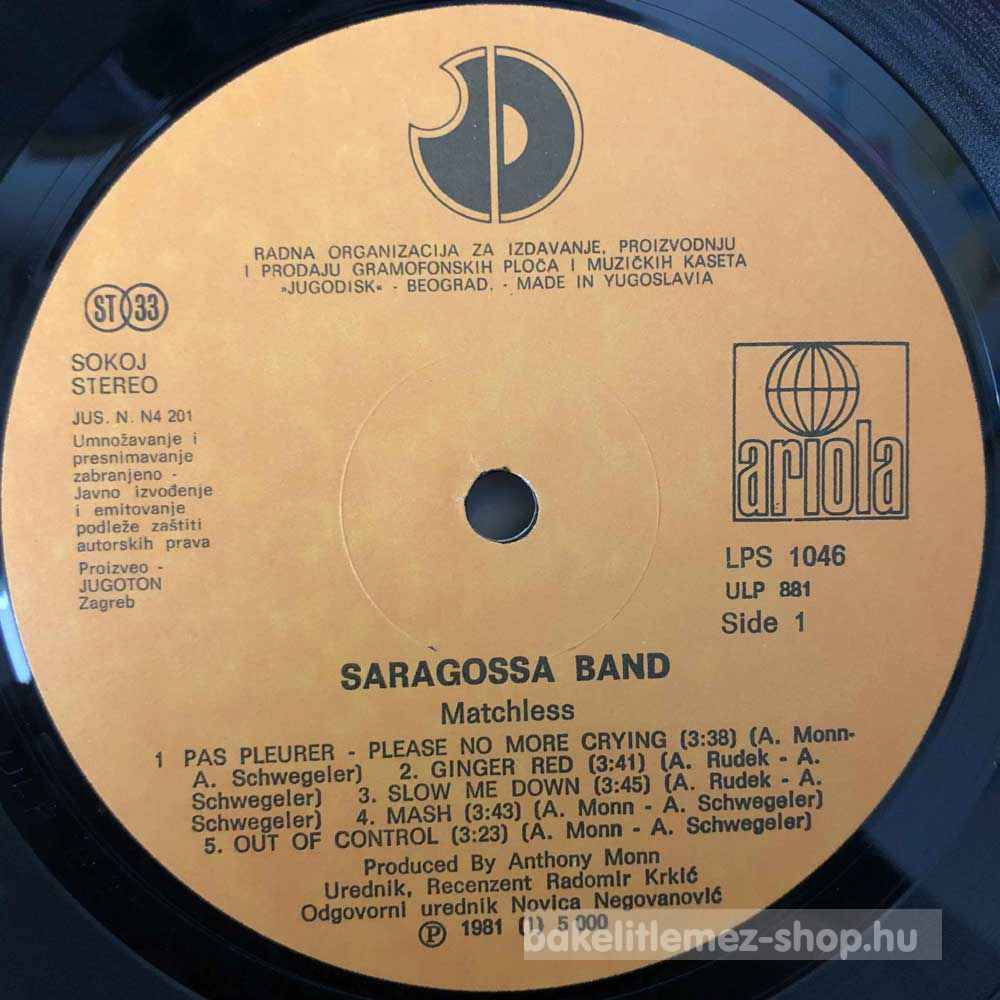 RADNA ORGANIZACIJA ZA IZDAVANJE, PROIZVODNJU
I PRODAJU GRAMOFONSKIH PLOČA I MUZIČKIH KASETA
»JUGODISK« - BEOGRAD. - MADE IN YUGOSLAVIA
ST 33
SOKOJ
STEREO
JUS. N. N4 201
Umnožavanje i
presnimavanje
zabranjeno -
Javno izvođenje
i emitovanje
podleže zaštiti
autorskih prava
Proizveo -
JUGOTON
Zagreb
ariola
LPS 1046
ULP 881
Side 1
SARAGOSSA BAND
Matchless
1 PAS PLEURER - PLEASE NO MORE CRYING (3:38) (A. Monn-
A. Schwegeler) 2. GINGER RED (3:41) (A. Rudek - A.
Schwegeler) 3. SLOW ME DOWN (3:45) (A. Rudek - A.
Schwegeler) 4. MASH (3:43) (A. Monn - A. Schwegeler)
5. OUT OF CONTROL (3:23) (A. Monn - A. Schwegeler)
Produced By Anthony Monn
Urednik, Recenzent Radomir Krkić
Odgovorni urednik Novica Negovanović
Ⓟ 1981 (I) 5 000
bakelitlemez-shop.hu